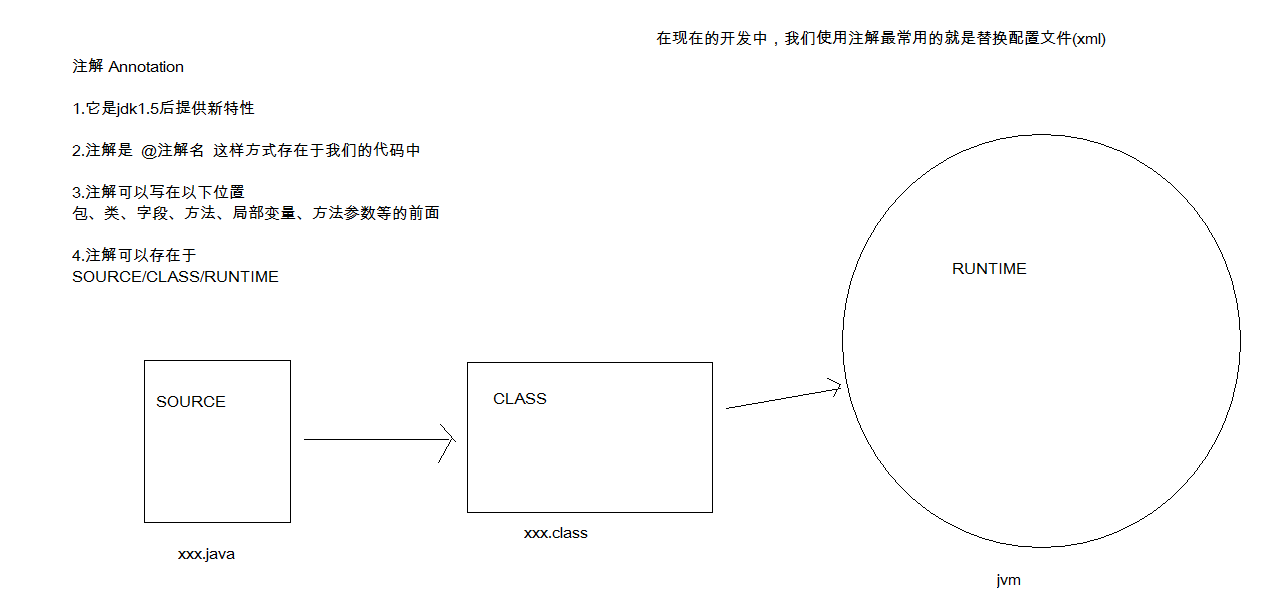 在现在的开发中，我们使用注解最常用的就是替换配置文件(xml)
注解 Annotation
1.它是jdk1.5后提供新特性
2.注解是 @注解名 这样方式存在于我们的代码中
3.注解可以写在以下位置
包、类、字段、方法、局部变量、方法参数等的前面
4.注解可以存在于
SOURCE/CLASS/RUNTIME
RUNTIME
SOURCE
CLASS
xxx.java
xxx.class
jvm